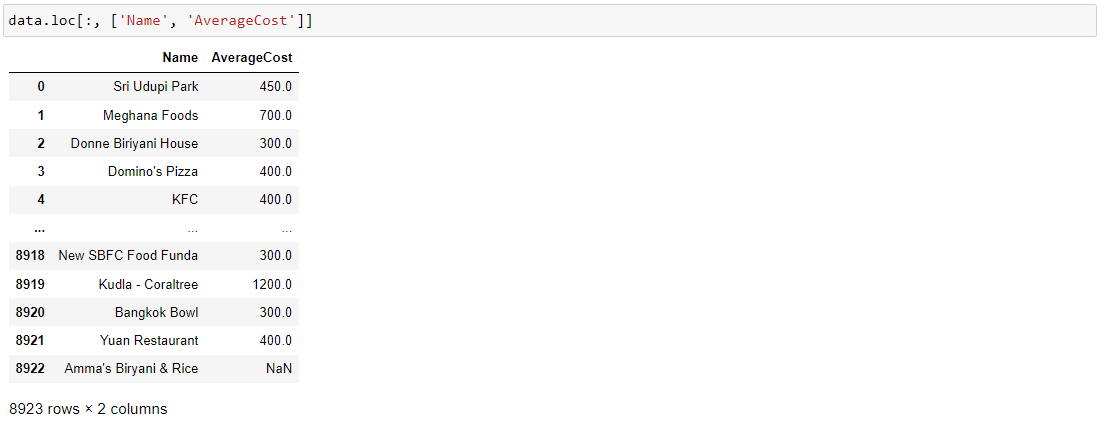 data.loc[:, ['Name', 'AverageCost']]
Name AverageCost
0 Sri Udupi Park 450.0
1 Meghana Foods 700.0
2 Donne Biriyani House 300.0
3 Domino's Pizza 400.0
4 KFC 400.0
... ... ...
8918 New SBFC Food Funda 300.0
8919 Kudla - Coraltree 1200.0
8920 Bangkok Bowl 300.0
8921 Yuan Restaurant 400.0
8922 Amma's Biryani & Rice NaN
8923 rows × 2 columns